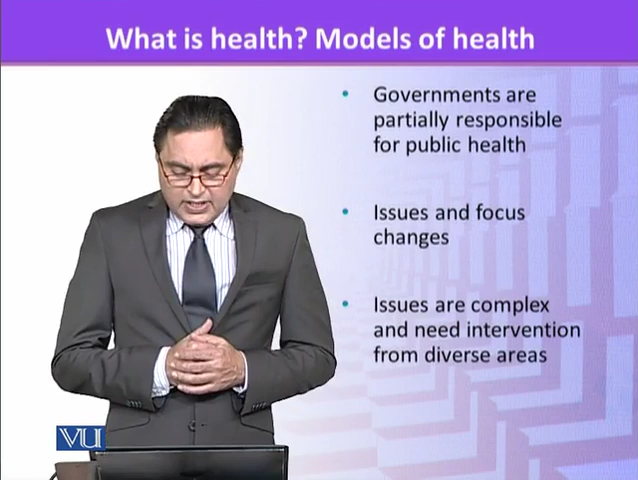 What is health? Models of health
• Governments are
partially responsible
for public health
• Issues and focus
changes
• Issues are complex
and need intervention
from diverse areas
VU